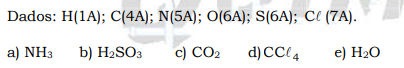 Dados: H(1A); C(4A); N(5A); O(6A); S(6A); Cℓ (7A).
a) NH₃ b) H₂SO₃ c) CO₂ d)CCℓ₄ e) H₂O